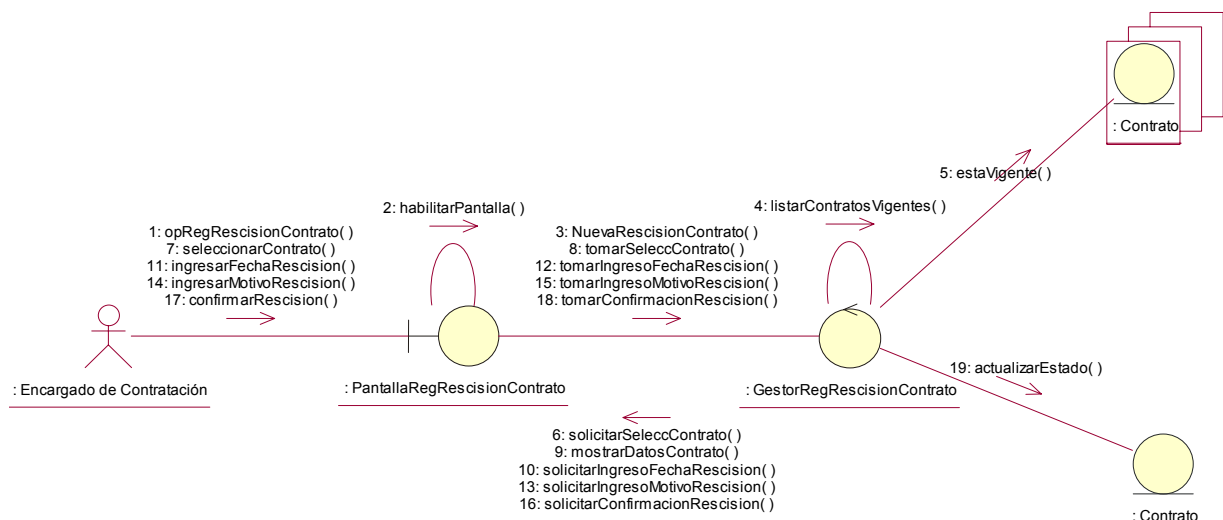 : Contrato
5: estaVigente( )
2: habilitarPantalla( )
4: listarContratosVigentes( )
1: opRegRescisionContrato( )
7: seleccionarContrato( )
11: ingresarFechaRescision( )
14: ingresarMotivoRescision( )
17: confirmarRescision( )
3: NuevaRescisionContrato( )
8: tomarSeleccContrato( )
12: tomarIngresoFechaRescision( )
15: tomarIngresoMotivoRescision( )
18: tomarConfirmacionRescision( )
: Encargado de Contratación
: PantallaRegRescisionContrato
: GestorRegRescisionContrato
19: actualizarEstado( )
6: solicitarSeleccContrato( )
9: mostrarDatosContrato( )
10: solicitarIngresoFechaRescision( )
13: solicitarIngresoMotivoRescision( )
16: solicitarConfirmacionRescision( )
: Contrato